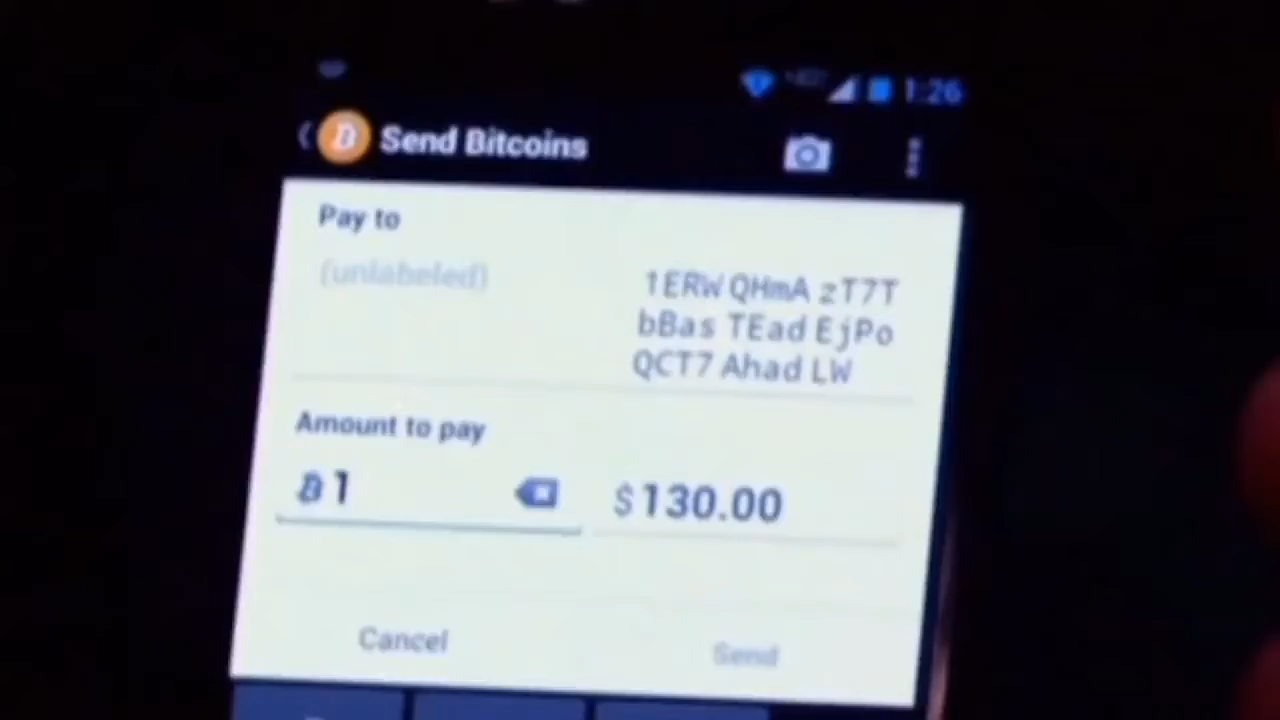 1:26
Send Bitcoins
Pay to
(unlabeled)
1ERW QHmA zT7T
bBas TEad EjPo
QCT7 Ahad LW
Amount to pay
฿1
$130.00
Cancel
Send